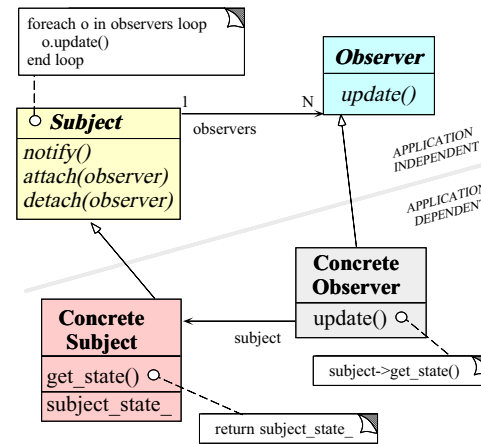 foreach o in observers loop
o.update()
end loop
Observer
update()
1
N
observers
Subject
notify()
attach(observer)
detach(observer)
APPLICATION
INDEPENDENT
APPLICATION
DEPENDENT
Concrete
Observer
update()
Concrete
Subject
get_state()
subject_state_
subject
subject->get_state()
return subject_state_